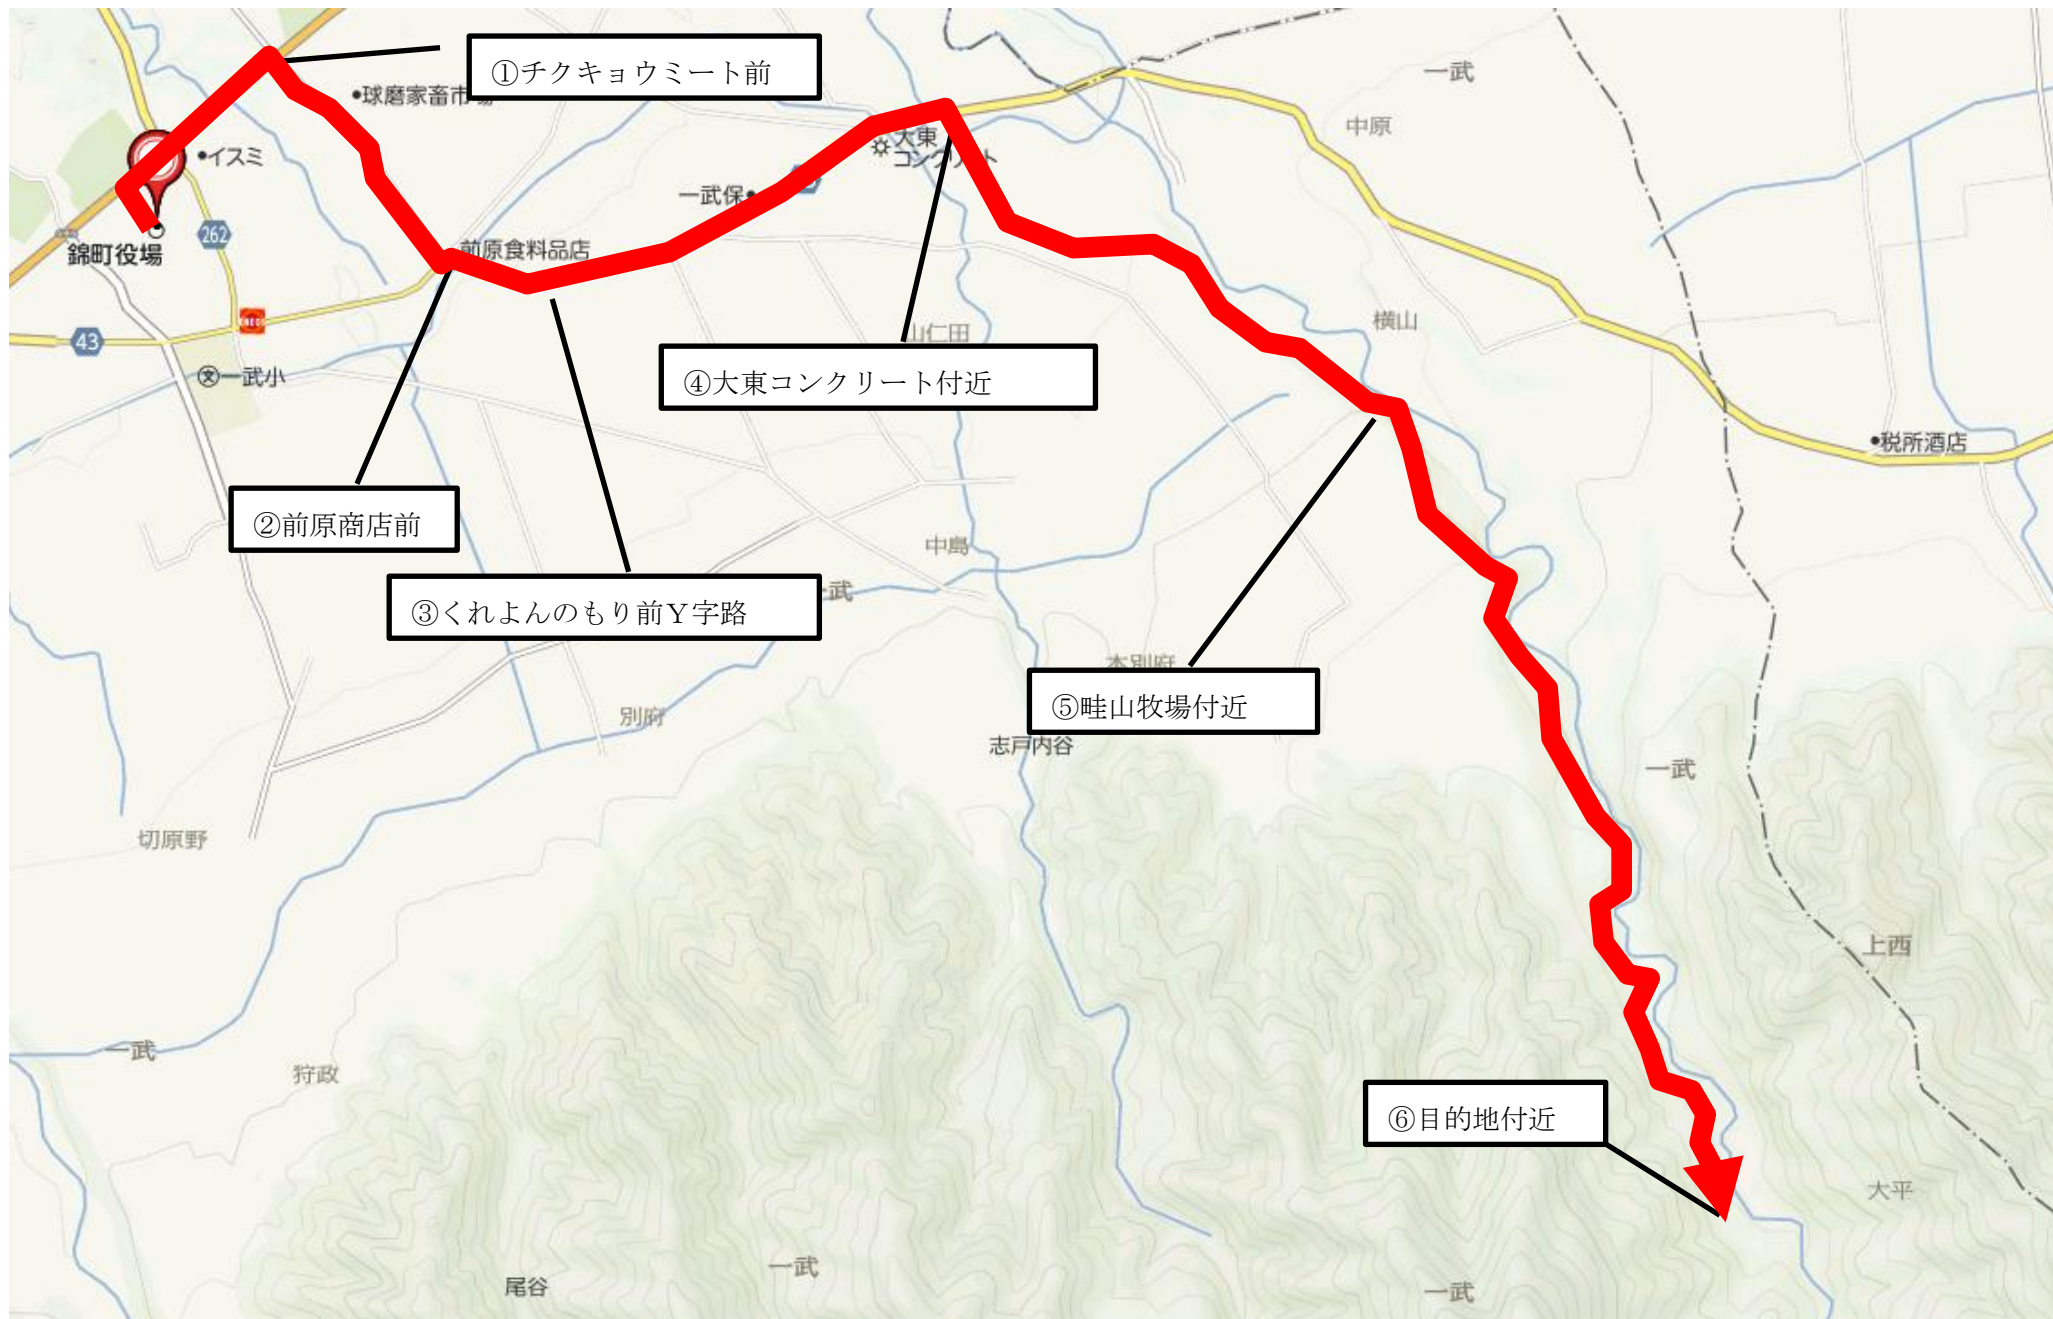 ①チクキョウミート前
一武
球磨家畜市
中原
大東
コンクリート
イスミ
一武保
262
前原食料品店
錦町役場
山仁田
横山
ENEOS
43
④大東コンクリート付近
文
一武小
税所酒店
②前原商店前
中島
一武
③くれよんのもり前Y字路
本別府
⑤畦山牧場付近
別府
志戸内谷
一武
切原野
上西
一武
狩政
⑥目的地付近
大平
一武
尾谷
一武